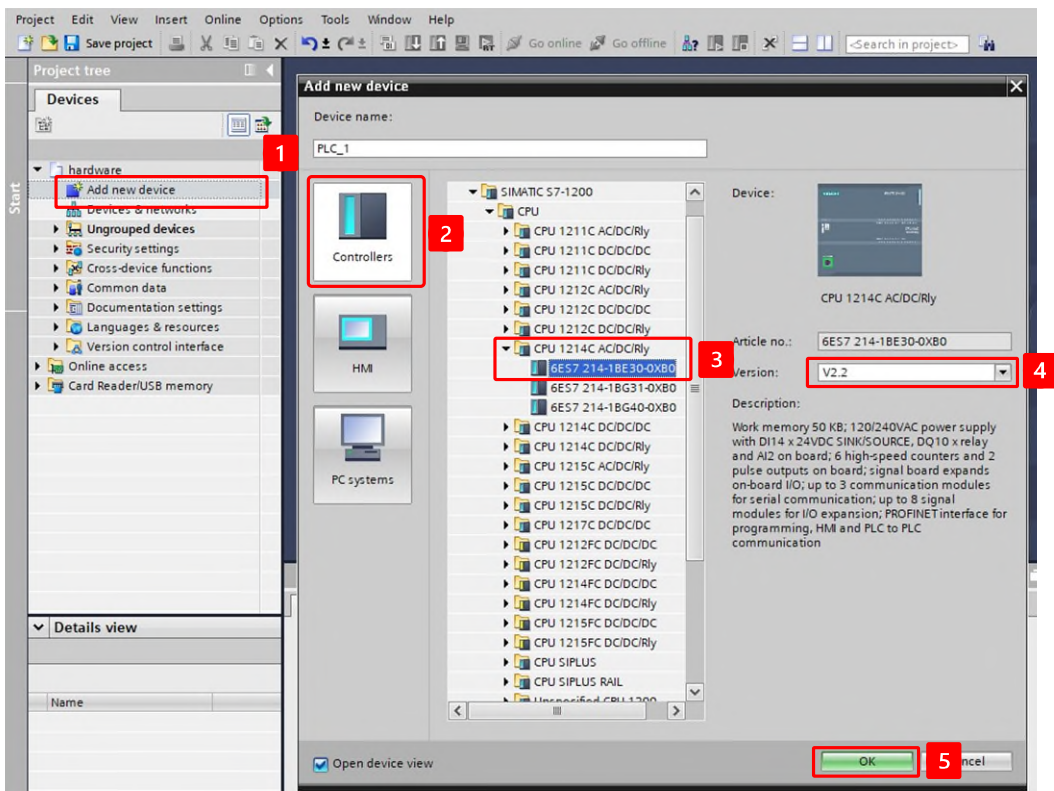 Project Edit View Insert Online Options Tools Window Help
Save project Go online Go offline <Search in project>
Project tree
Devices
Start
1
hardware
Add new device
Devices & networks
Ungrouped devices
Security settings
Cross-device functions
Common data
Documentation settings
Languages & resources
Version control interface
Online access
Card Reader/USB memory
Details view
Name
Add new device
Device name:
PLC_1
2
Controllers
HMI
PC systems
SIMATIC S7-1200
CPU
CPU 1211C AC/DC/Rly
CPU 1211C DC/DC/DC
CPU 1211C DC/DC/Rly
CPU 1212C AC/DC/Rly
CPU 1212C DC/DC/DC
CPU 1212C DC/DC/Rly
CPU 1214C AC/DC/Rly
3
6ES7 214-1BE30-0XB0
6ES7 214-1BG31-0XB0
6ES7 214-1BG40-0XB0
CPU 1214C DC/DC/DC
CPU 1214C DC/DC/Rly
CPU 1215C AC/DC/Rly
CPU 1215C DC/DC/DC
CPU 1215C DC/DC/Rly
CPU 1217C DC/DC/DC
CPU 1212FC DC/DC/DC
CPU 1212FC DC/DC/Rly
CPU 1214FC DC/DC/DC
CPU 1214FC DC/DC/Rly
CPU 1215FC DC/DC/DC
CPU 1215FC DC/DC/Rly
CPU SIPLUS
CPU SIPLUS RAIL
Unspecified CPU 1200
Device:
CPU 1214C AC/DC/Rly
Article no.: 6ES7 214-1BE30-0XB0
Version: V2.2
4
Description:
Work memory 50 KB; 120/240VAC power supply
with DI14 x 24VDC SINK/SOURCE, DQ10 x relay
and AI2 on board; 6 high-speed counters and 2
pulse outputs on board; signal board expands
on-board I/O; up to 3 communication modules
for serial communication; up to 8 signal
modules for I/O expansion; PROFINET interface for
programming, HMI and PLC to PLC
communication
Open device view
OK
5
ncel